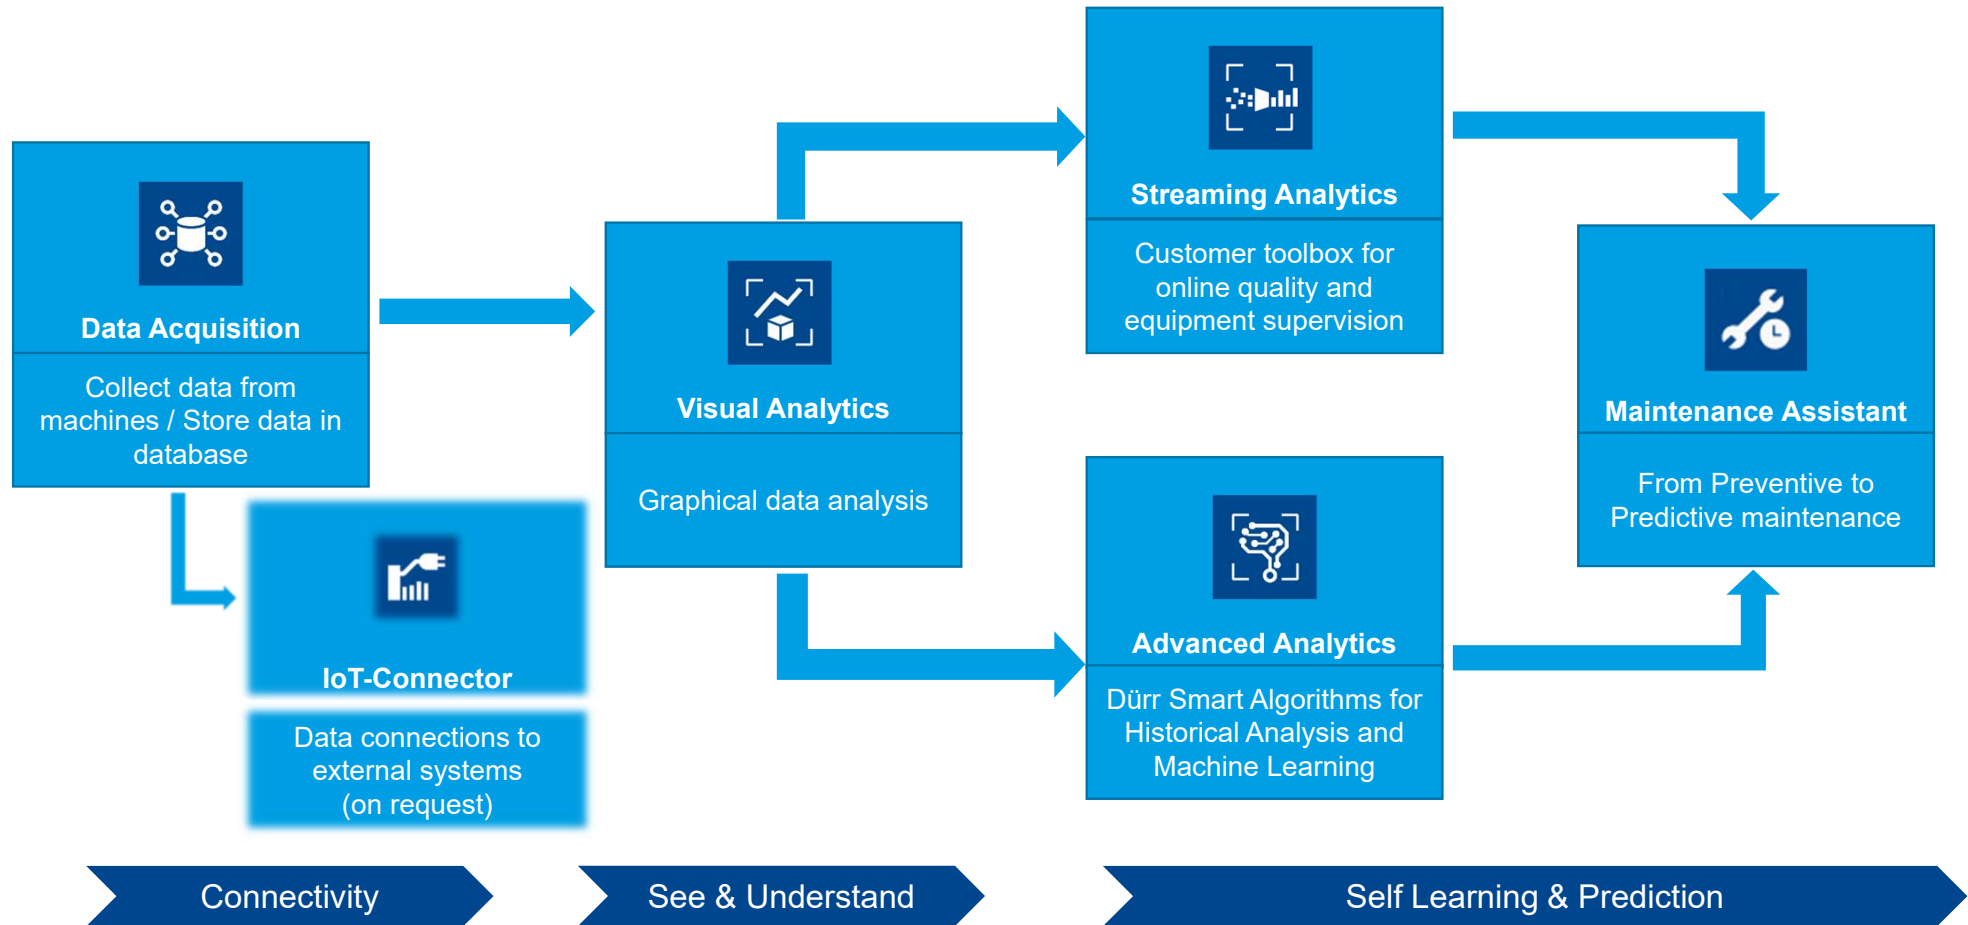 Data Acquisition
Collect data from
machines / Store data in
database
IoT-Connector
Data connections to
external systems
(on request)
Visual Analytics
Graphical data analysis
Streaming Analytics
Customer toolbox for
online quality and
equipment supervision
Advanced Analytics
Dürr Smart Algorithms for
Historical Analysis and
Machine Learning
Maintenance Assistant
From Preventive to
Predictive maintenance
Connectivity
See & Understand
Self Learning & Prediction